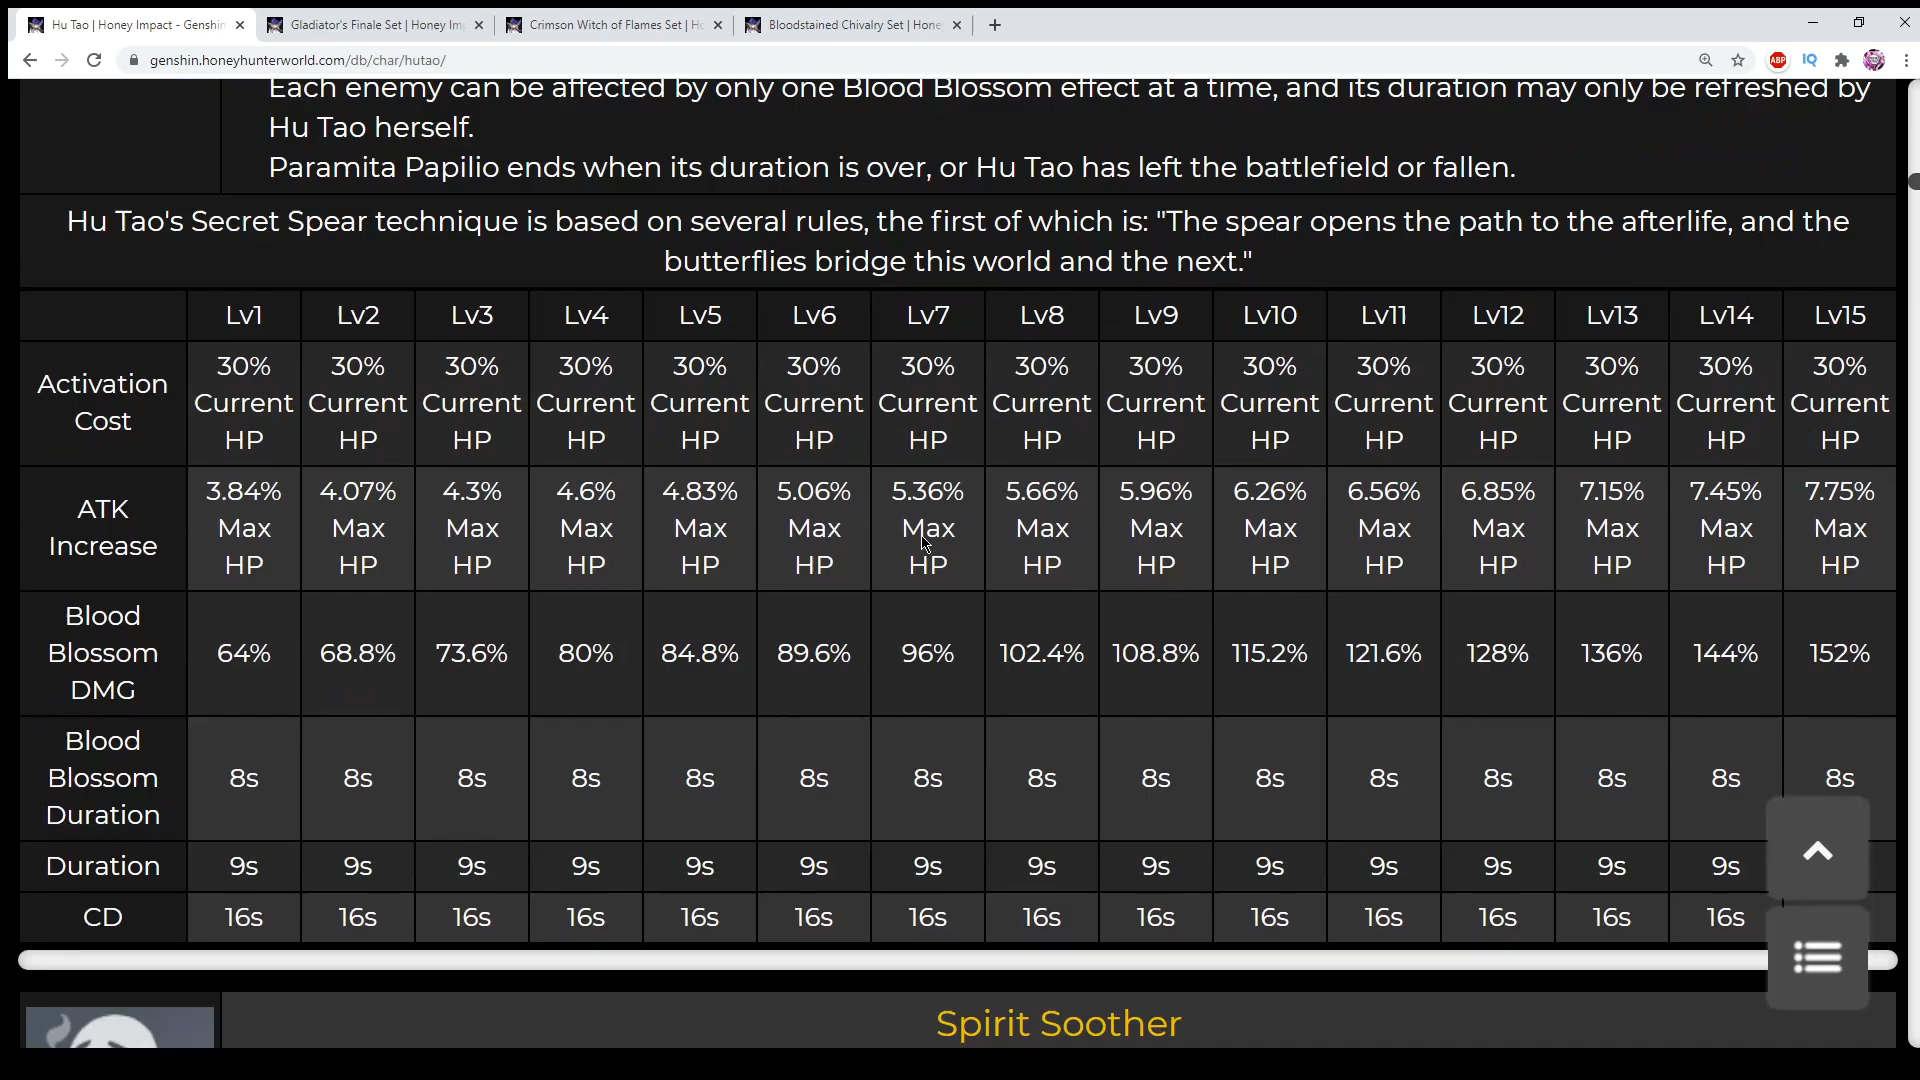 Hu Tao | Honey Impact - Genshin
Gladiator's Finale Set | Honey Im
Crimson Witch of Flames Set | H
Bloodstained Chivalry Set | Hone
genshin.honeyhunterworld.com/db/char/hutao/
ABP
IQ
Each enemy can be affected by only one Blood Blossom effect at a time, and its duration may only be refreshed by
Hu Tao herself.
Paramita Papilio ends when its duration is over, or Hu Tao has left the battlefield or fallen.
Hu Tao's Secret Spear technique is based on several rules, the first of which is: "The spear opens the path to the afterlife, and the
butterflies bridge this world and the next."
Lv1 Lv2 Lv3 Lv4 Lv5 Lv6 Lv7 Lv8 Lv9 Lv10 Lv11 Lv12 Lv13 Lv14 Lv15
Activation
Cost
30% 30% 30% 30% 30% 30% 30% 30% 30% 30% 30% 30% 30% 30% 30%
Current Current Current Current Current Current Current Current Current Current Current Current Current Current Current
HP HP HP HP HP HP HP HP HP HP HP HP HP HP HP
ATK
Increase
3.84% 4.07% 4.3% 4.6% 4.83% 5.06% 5.36% 5.66% 5.96% 6.26% 6.56% 6.85% 7.15% 7.45% 7.75%
Max Max Max Max Max Max Max Max Max Max Max Max Max Max Max
HP HP HP HP HP HP HP HP HP HP HP HP HP HP HP
Blood
Blossom
DMG
64% 68.8% 73.6% 80% 84.8% 89.6% 96% 102.4% 108.8% 115.2% 121.6% 128% 136% 144% 152%
Blood
Blossom
Duration
8s 8s 8s 8s 8s 8s 8s 8s 8s 8s 8s 8s 8s 8s 8s
Duration 9s 9s 9s 9s 9s 9s 9s 9s 9s 9s 9s 9s 9s 9s
CD 16s 16s 16s 16s 16s 16s 16s 16s 16s 16s 16s 16s 16s 16s
Spirit Soother